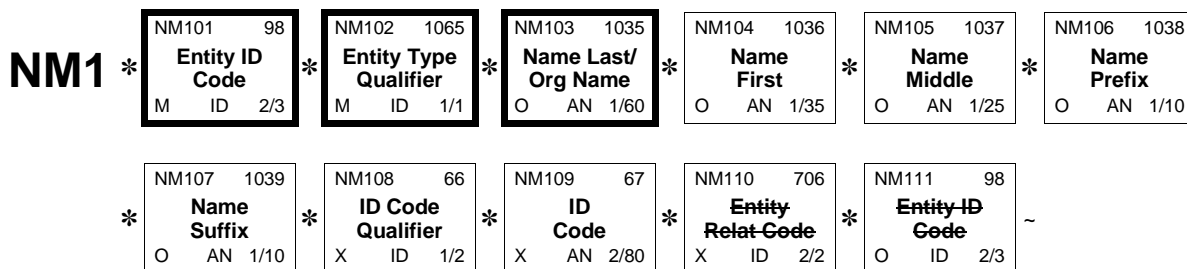 NM101 98 NM102 1065 NM103 1035 NM104 1036 NM105 1037 NM106 1038
NM1 * Entity ID Code * Entity Type Qualifier * Name Last/ Org Name * Name First * Name Middle * Name Prefix
M ID 2/3 M ID 1/1 O AN 1/60 O AN 1/35 O AN 1/25 O AN 1/10
NM107 1039 NM108 66 NM109 67 NM110 706 NM111 98
* Name Suffix * ID Code Qualifier * ID Code * Entity Relat Code * Entity ID Code ~
O AN 1/10 X ID 1/2 X AN 2/80 X ID 2/2 O ID 2/3